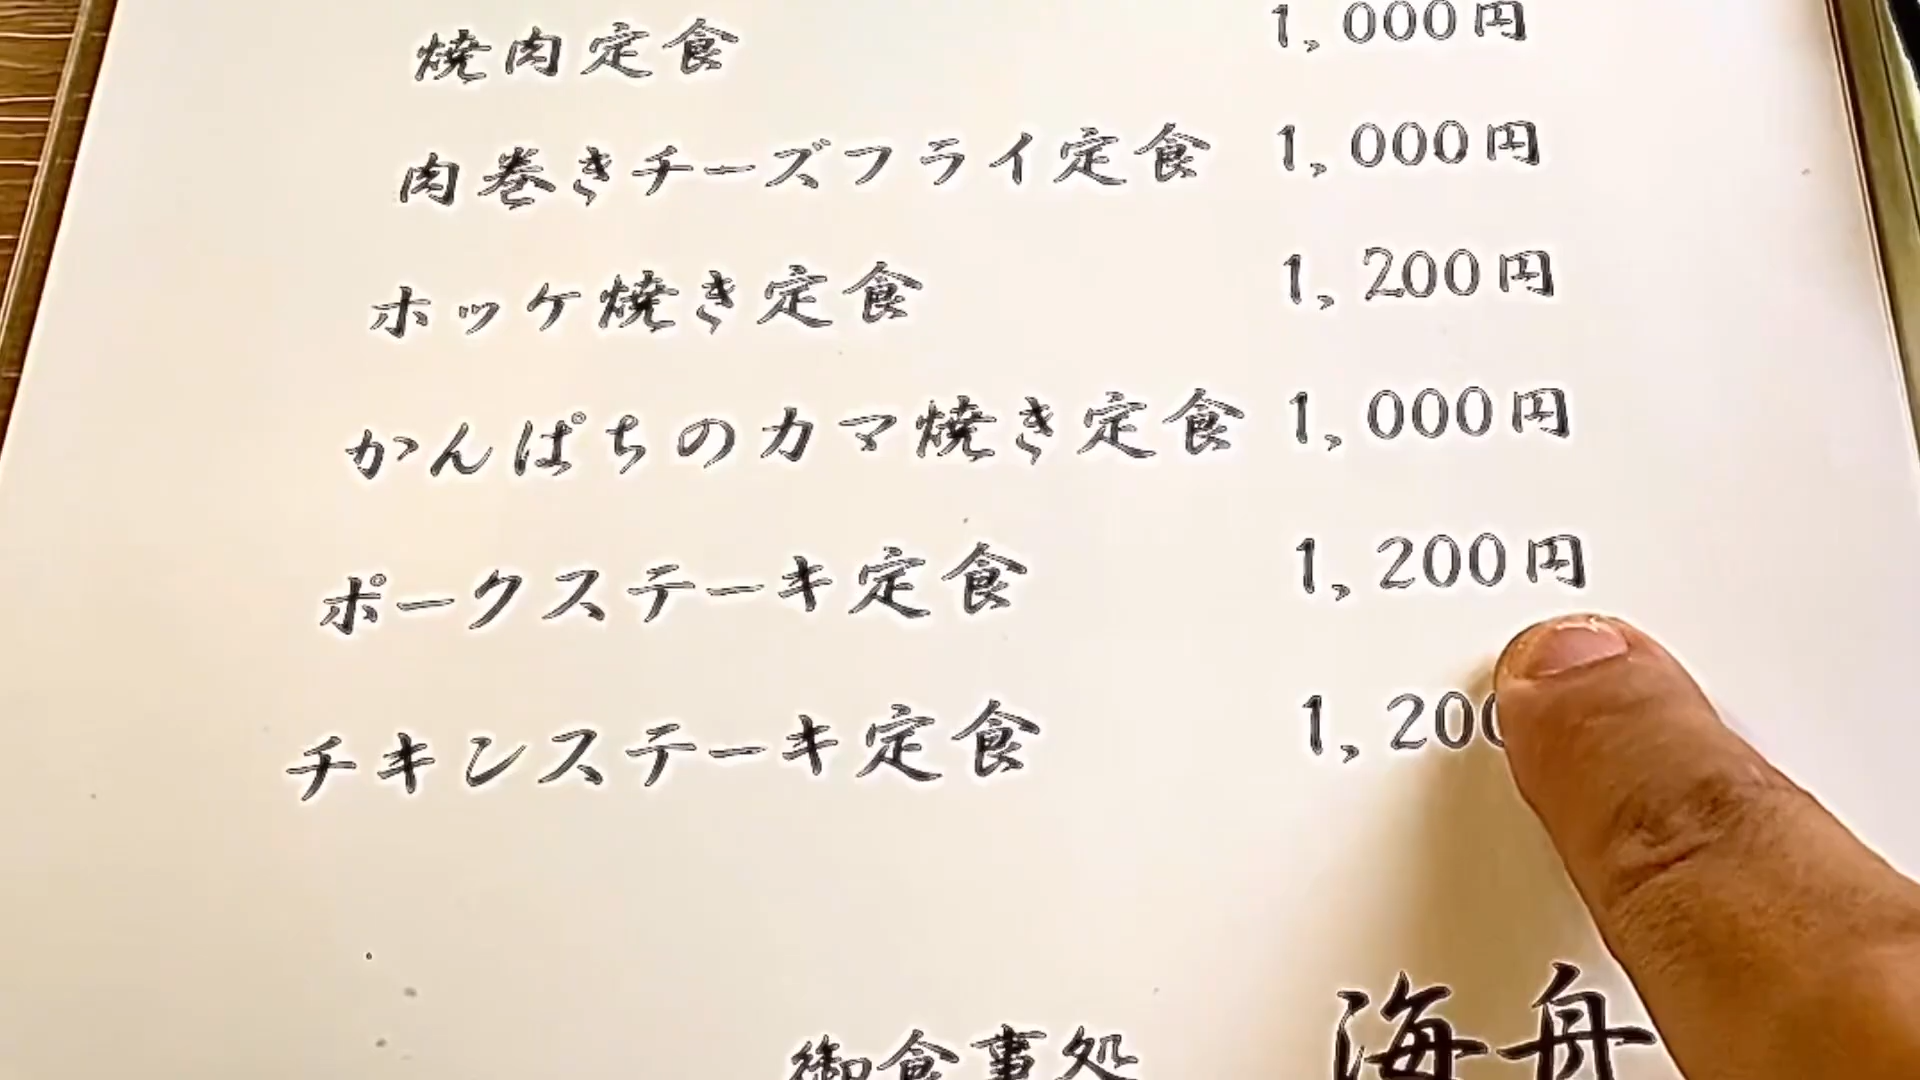 焼肉定食 1,000円
肉巻きチーズフライ定食 1,000円
ホッケ焼き定食 1,200円
かんぱちのカマ焼き定食 1,000円
ポークステーキ定食 1,200円
チキンステーキ定食 1,200
御食事処 海舟